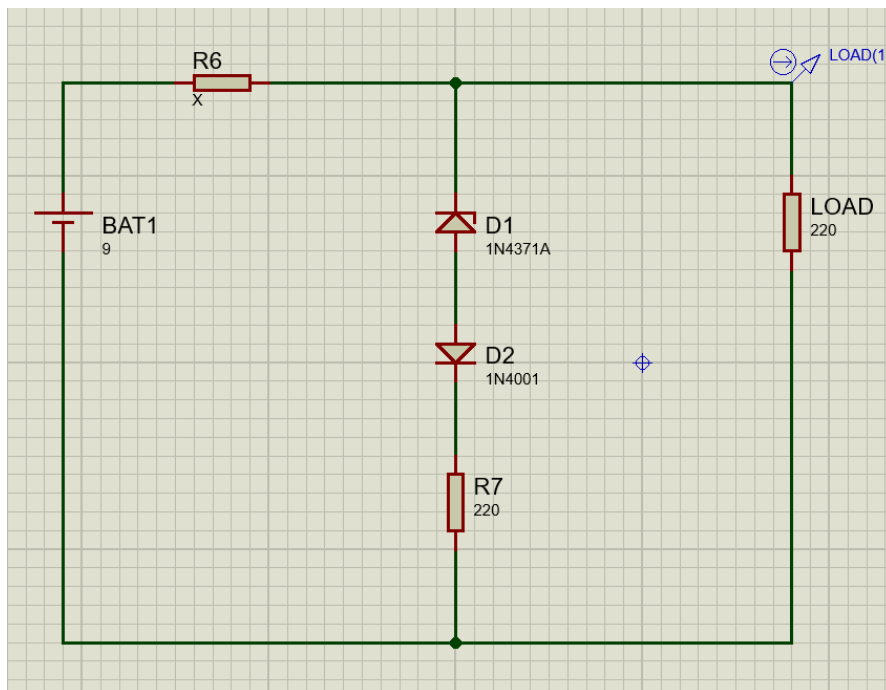 R6
X
LOAD(1
BAT1
9
D1
1N4371A
LOAD
220
D2
1N4001
R7
220